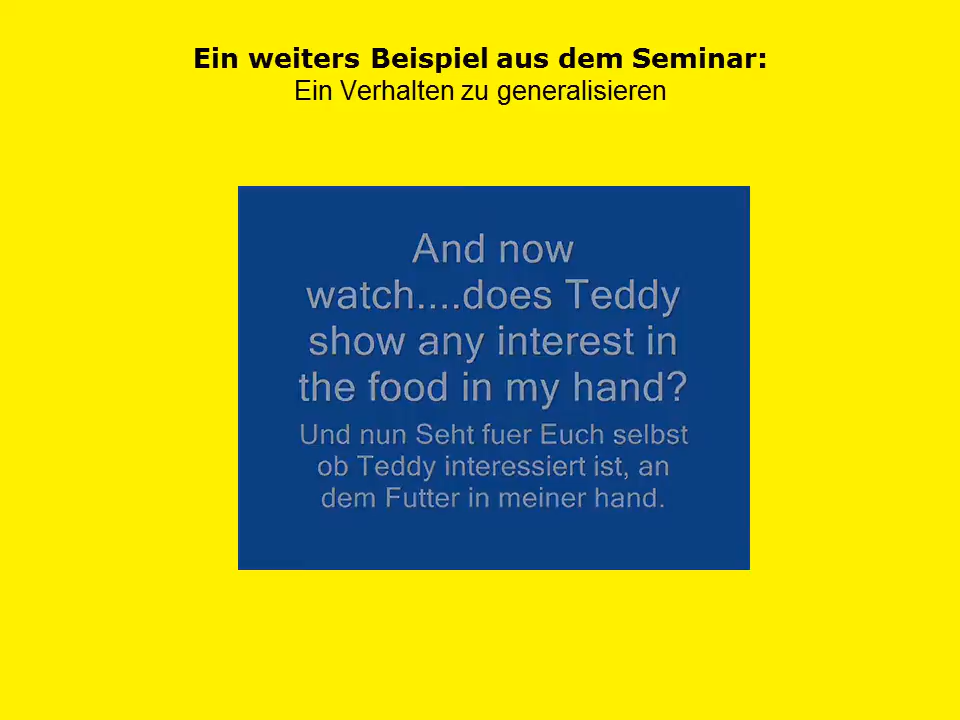 Ein weiters Beispiel aus dem Seminar:
Ein Verhalten zu generalisieren
And now
watch....does Teddy
show any interest in
the food in my hand?
Und nun Seht fuer Euch selbst
ob Teddy interessiert ist, an
dem Futter in meiner hand.